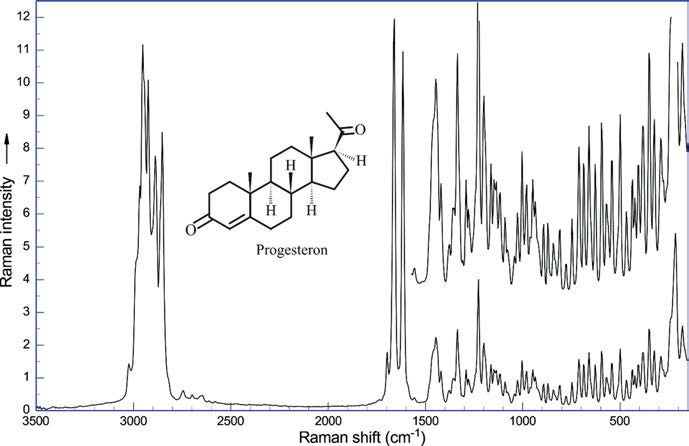 12
11
10
9
8
7
6
5
4
3
2
1
0
Raman intensity
O
H
H
H
H
O
Progesteron
3500 3000 2500 2000 1500 1000 500
Raman shift (cm-1)